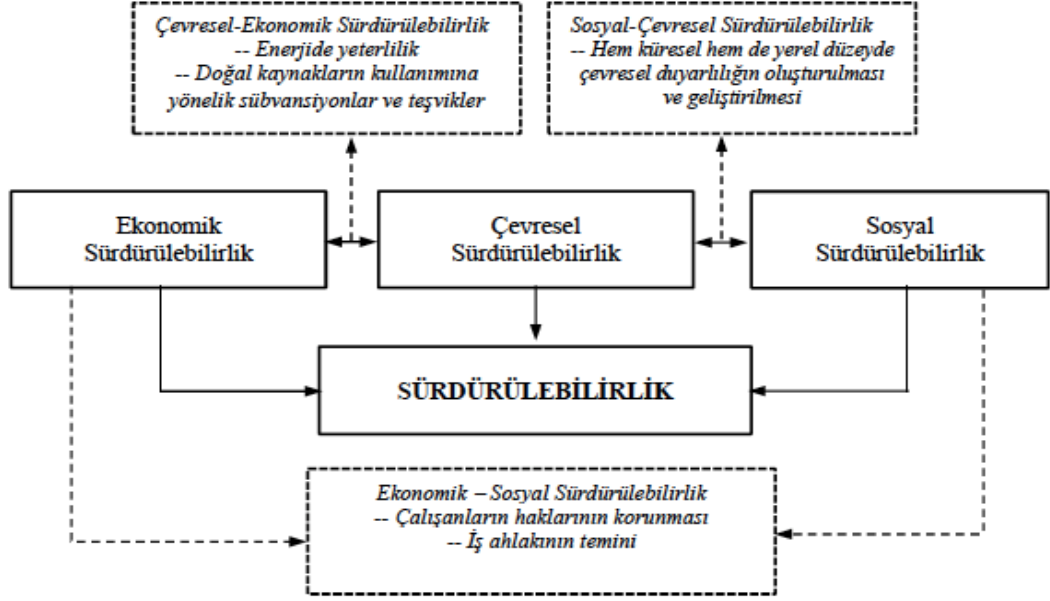 Çevresel-Ekonomik Sürdürülebilirlik
-- Enerjide yeterlilik
-- Doğal kaynakların kullanımına
yönelik sübvansiyonlar ve teşvikler
Sosyal-Çevresel Sürdürülebilirlik
-- Hem küresel hem de yerel düzeyde
çevresel duyarlılığın oluşturulması
ve geliştirilmesi
Ekonomik
Sürdürülebilirlik
Çevresel
Sürdürülebilirlik
Sosyal
Sürdürülebilirlik
SÜRDÜRÜLEBİLİRLİK
Ekonomik – Sosyal Sürdürülebilirlik
-- Çalışanların haklarının korunması
-- İş ahlakının temini